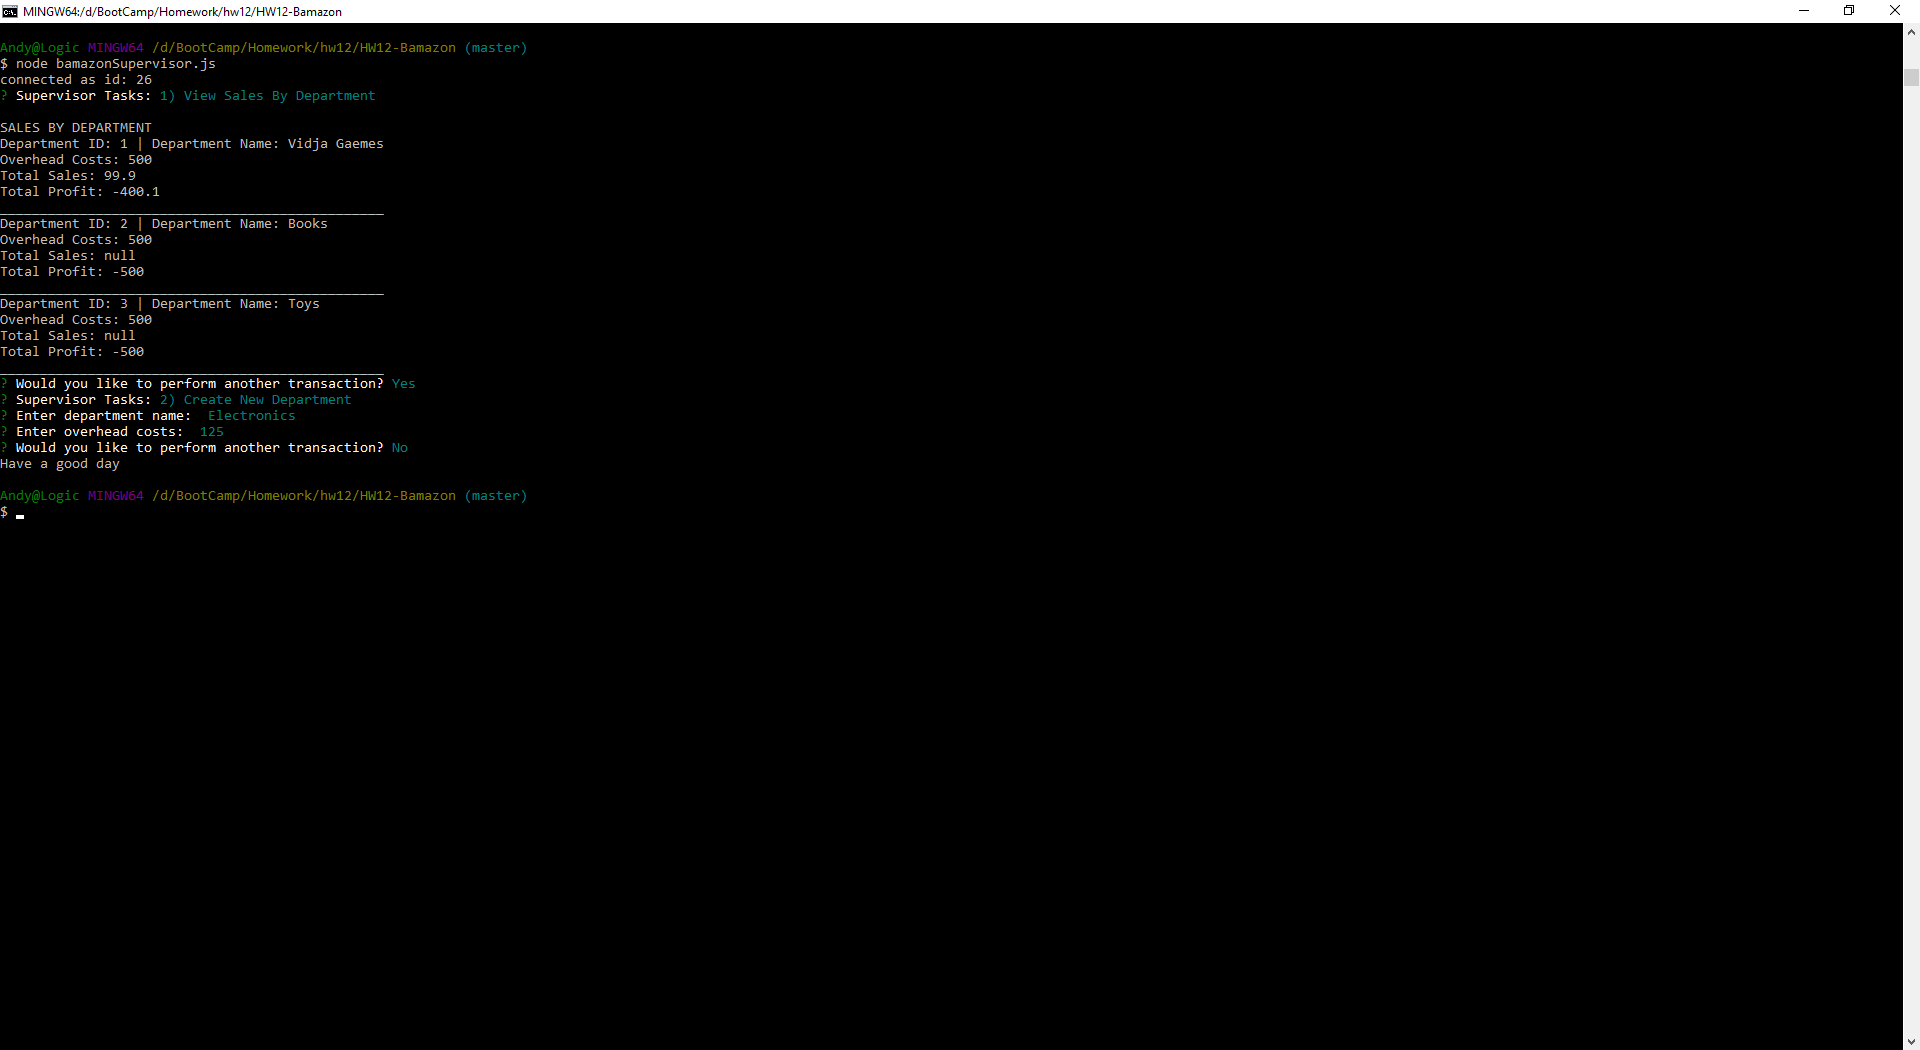 MINGW64:/d/BootCamp/Homework/hw12/HW12-Bamazon
Andy@Logic MINGW64 /d/BootCamp/Homework/hw12/HW12-Bamazon (master)
$ node bamazonSupervisor.js
connected as id: 26
? Supervisor Tasks: 1) View Sales By Department
SALES BY DEPARTMENT
Department ID: 1 | Department Name: Vidja Gaemes
Overhead Costs: 500
Total Sales: 99.9
Total Profit: -400.1
________________________________________________
Department ID: 2 | Department Name: Books
Overhead Costs: 500
Total Sales: null
Total Profit: -500
________________________________________________
Department ID: 3 | Department Name: Toys
Overhead Costs: 500
Total Sales: null
Total Profit: -500
________________________________________________
? Would you like to perform another transaction? Yes
? Supervisor Tasks: 2) Create New Department
? Enter department name:  Electronics
? Enter overhead costs:  125
? Would you like to perform another transaction? No
Have a good day
Andy@Logic MINGW64 /d/BootCamp/Homework/hw12/HW12-Bamazon (master)
$